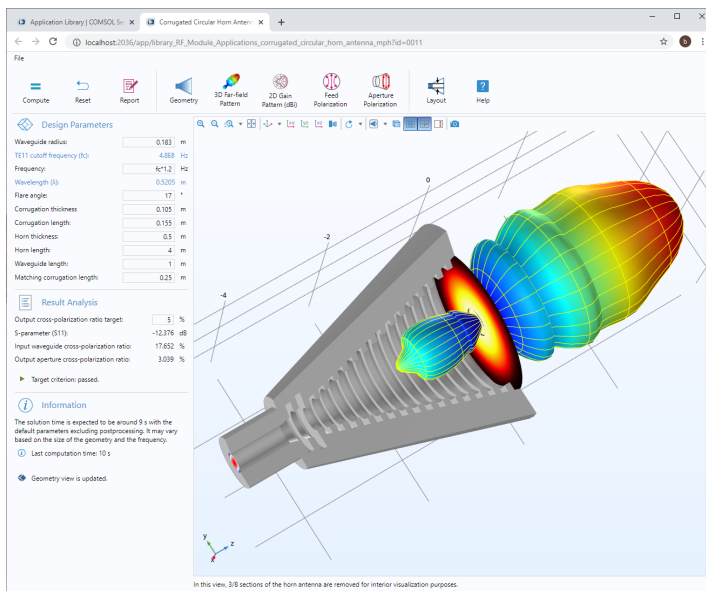 Application Library | COMSOL Se
Corrugated Circular Horn Antenn
localhost:2036/app/library_RF_Module_Applications_corrugated_circular_horn_antenna_mph?id=0011
b
File
Compute
Reset
Report
Geometry
3D Far-field Pattern
2D Gain Pattern (dBi)
Feed Polarization
Aperture Polarization
Layout
Help
Design Parameters
Waveguide radius: 0.183 m
TE11 cutoff frequency (fc): 4.8E8 Hz
Frequency: fc*1.2 Hz
Wavelength (λ): 0.5205 m
Flare angle: 17 °
Corrugation thickness 0.105 m
Corrugation length: 0.155 m
Horn thickness: 0.5 m
Horn length: 4 m
Waveguide length: 1 m
Matching corrugation length: 0.25 m
Result Analysis
Output cross-polarization ratio target: 5 %
S-parameter (S11): -12.376 dB
Input waveguide cross-polarization ratio: 17.652 %
Output aperture cross-polarization ratio: 3.039 %
Target criterion: passed.
Information
The solution time is expected to be around 9 s with the
default parameters excluding postprocessing. It may vary
based on the size of the geometry and the frequency.
Last computation time: 10 s
Geometry view is updated.
0
-2
-4
y
z
x
In this view, 3/8 sections of the horn antenna are removed for interior visualization purposes.